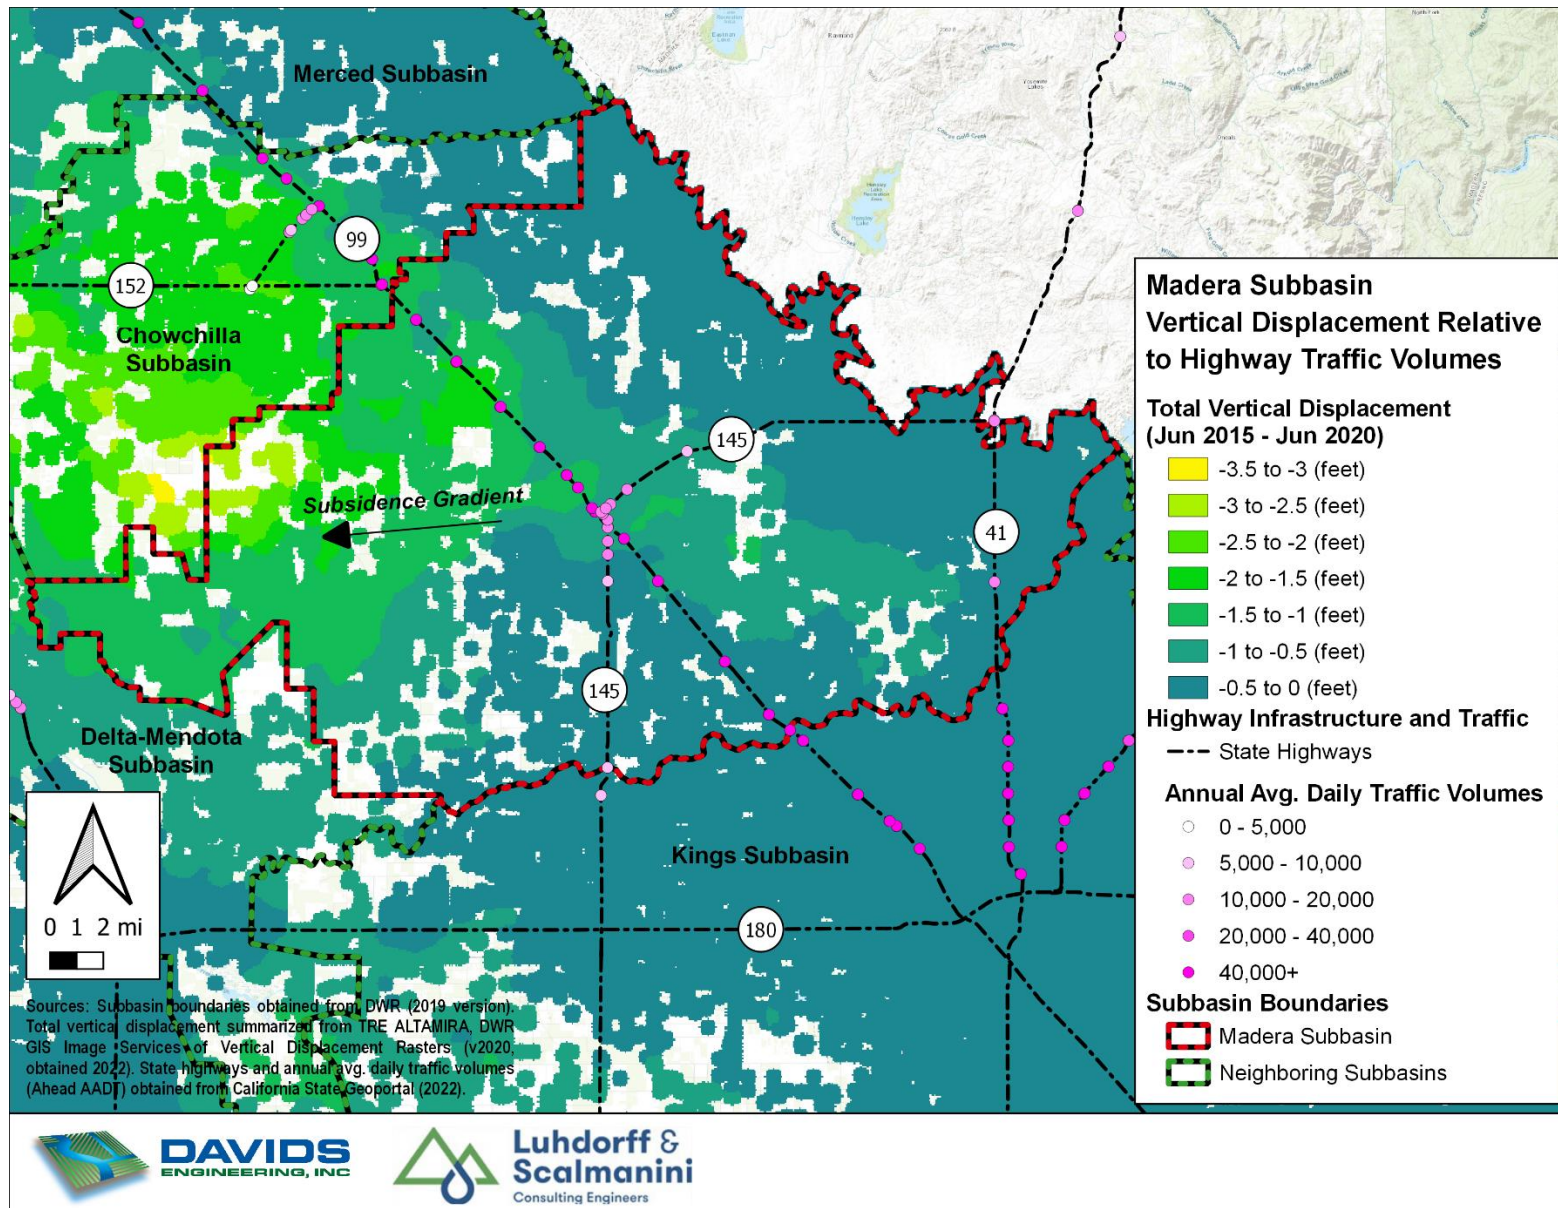 Merced Subbasin
99
152
Chowchilla
Subbasin
145
Subsidence Gradient
41
145
Delta-Mendota
Subbasin
Kings Subbasin
180
0 1 2 mi
Sources: Subbasin boundaries obtained from DWR (2019 version).
Total vertical displacement summarized from TRE ALTAMIRA, DWR
GIS Image Services of Vertical Displacement Rasters (v2020,
obtained 2022). State highways and annual avg. daily traffic volumes
(Ahead AADT) obtained from California State Geoportal (2022).
Madera Subbasin
Vertical Displacement Relative
to Highway Traffic Volumes
Total Vertical Displacement
(Jun 2015 - Jun 2020)
-3.5 to -3 (feet)
-3 to -2.5 (feet)
-2.5 to -2 (feet)
-2 to -1.5 (feet)
-1.5 to -1 (feet)
-1 to -0.5 (feet)
-0.5 to 0 (feet)
Highway Infrastructure and Traffic
State Highways
Annual Avg. Daily Traffic Volumes
0 - 5,000
5,000 - 10,000
10,000 - 20,000
20,000 - 40,000
40,000+
Subbasin Boundaries
Madera Subbasin
Neighboring Subbasins
DAVIDS
ENGINEERING, INC
Luhdorff &
Scalmanini
Consulting Engineers